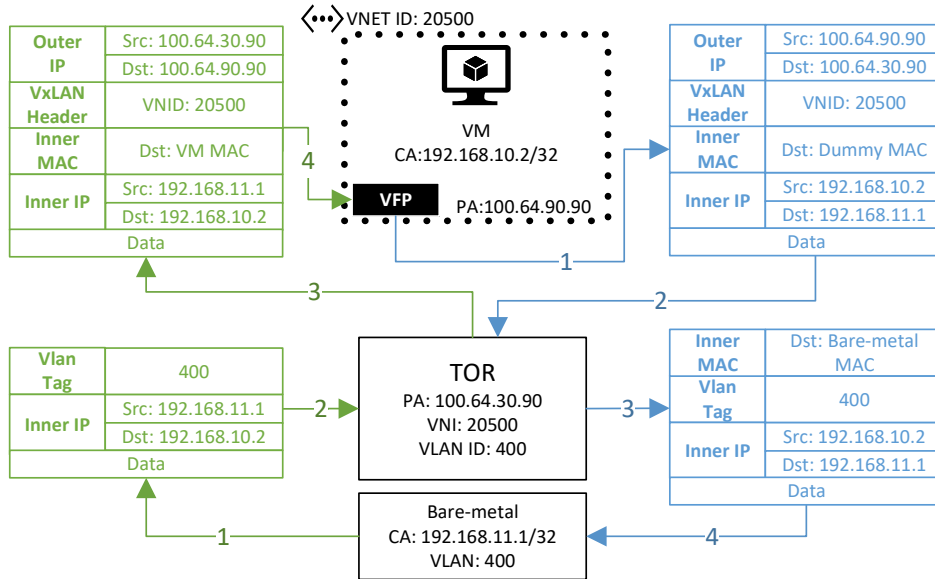 VNET ID: 20500
Outer IP
Src: 100.64.30.90
Dst: 100.64.90.90
VxLAN Header
VNID: 20500
Inner MAC
Dst: VM MAC
Inner IP
Src: 192.168.11.1
Dst: 192.168.10.2
Data
4
VM
CA:192.168.10.2/32
VFP
PA:100.64.90.90
1
Outer IP
Src: 100.64.90.90
Dst: 100.64.30.90
VxLAN Header
VNID: 20500
Inner MAC
Dst: Dummy MAC
Inner IP
Src: 192.168.10.2
Dst: 192.168.11.1
Data
3
2
Vlan Tag
400
Inner IP
Src: 192.168.11.1
Dst: 192.168.10.2
Data
2
TOR
PA: 100.64.30.90
VNI: 20500
VLAN ID: 400
3
Inner MAC
Dst: Bare-metal MAC
Vlan Tag
400
Inner IP
Src: 192.168.10.2
Dst: 192.168.11.1
Data
1
Bare-metal
CA: 192.168.11.1/32
VLAN: 400
4